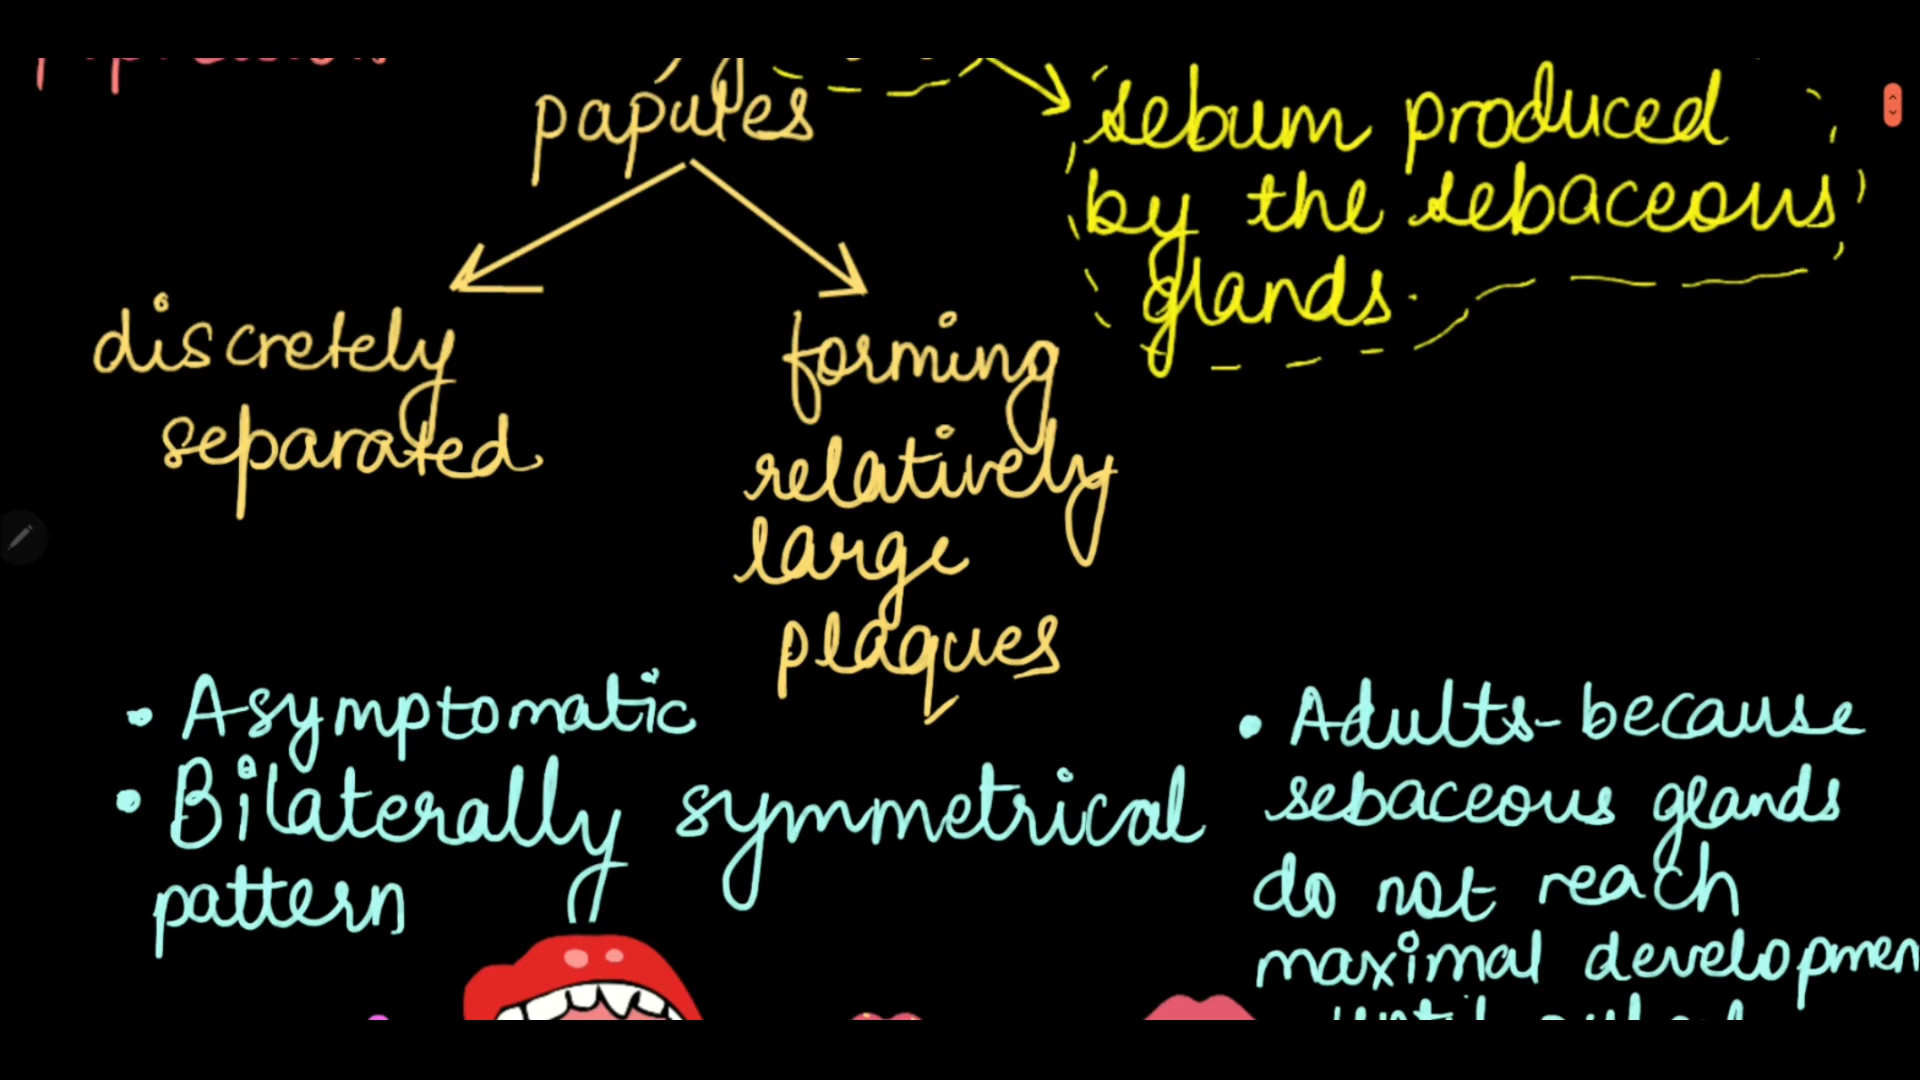 papules
sebum produced
by the sebaceous
glands.
discretely
separated
forming
relatively
large
plaques
• Asymptomatic
• Bilaterally symmetrical
pattern
• Adults - because
sebaceous glands
do not reach
maximal developmen